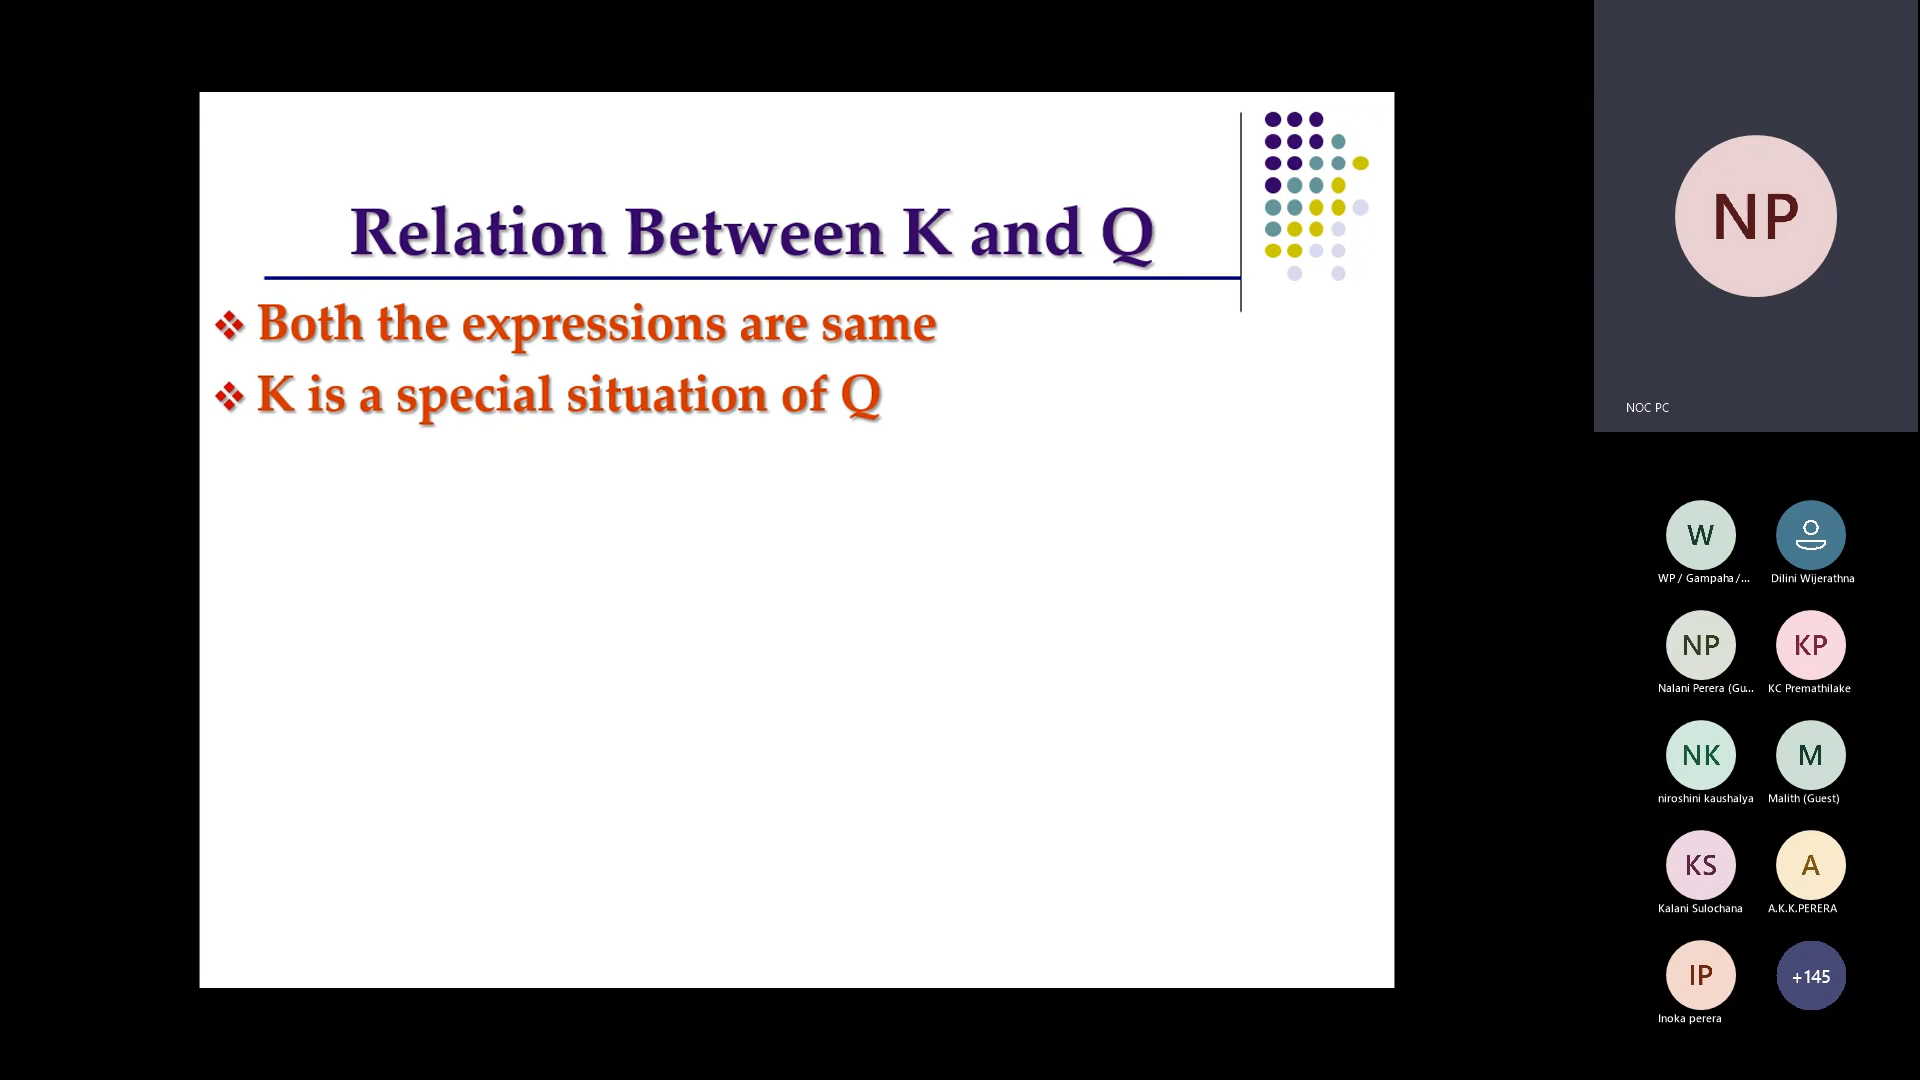 Relation Between K and Q
Both the expressions are same
K is a special situation of Q
NP
NOC PC
W
WP / Gampaha /...
Dilini Wijerathna
NP
Nalani Perera (Gu...
KP
KC Premathilake
NK
niroshini kaushalya
M
Malith (Guest)
KS
Kalani Sulochana
A
A.K.K.PERERA
IP
Inoka perera
+145